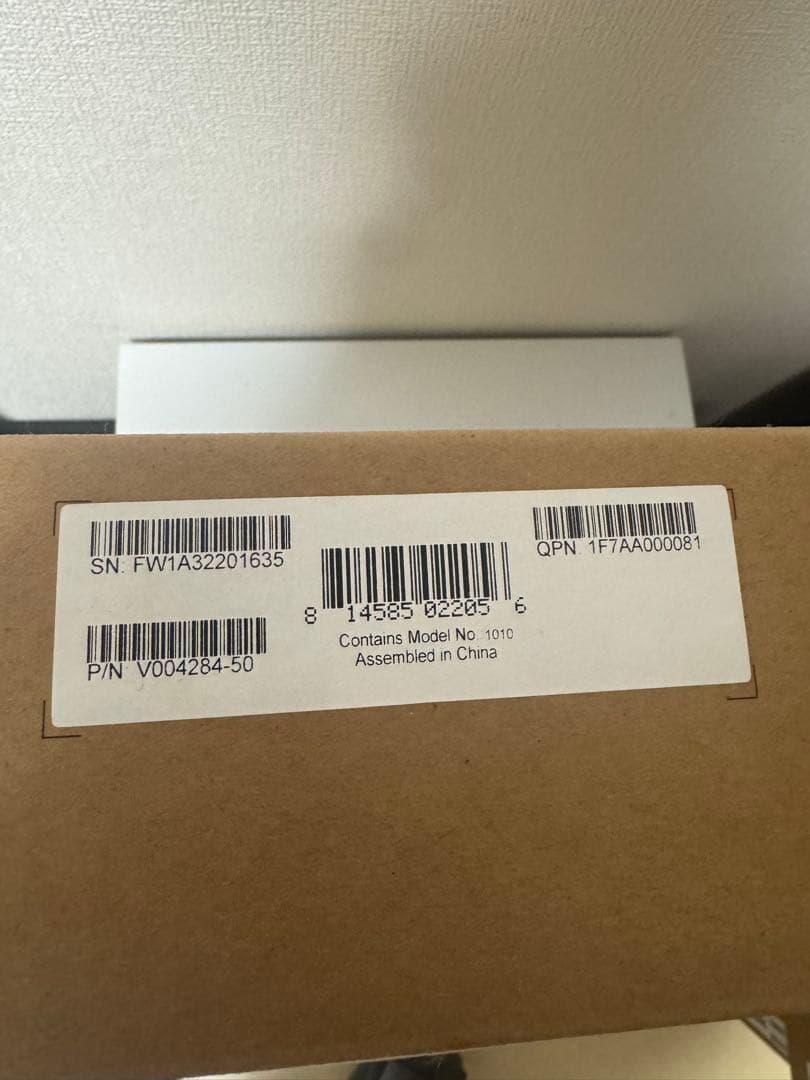 SN: FW1A32201635
QPN 1F7AA000081
8 14585 02205 6
Contains Model No. 1010
Assembled in China
P/N V004284-50